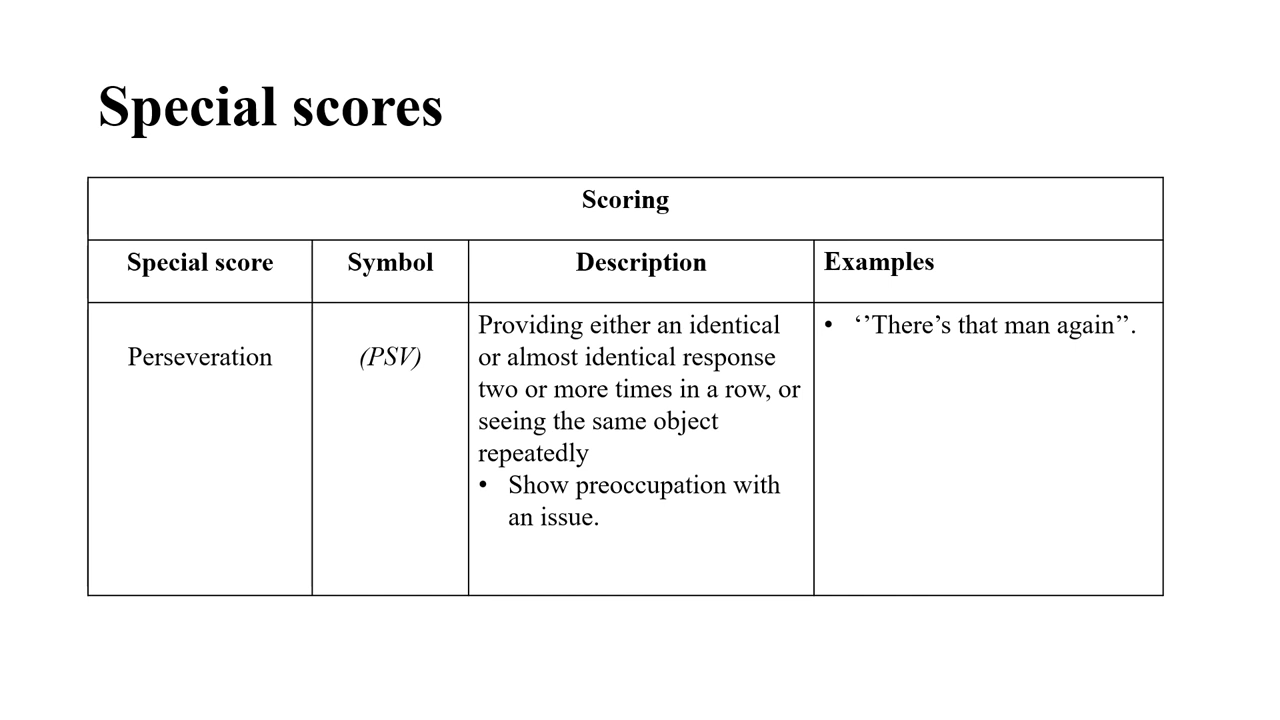 Special scores
Scoring
Special score
Symbol
Description
Examples
Perseveration
(PSV)
Providing either an identical
or almost identical response
two or more times in a row, or
seeing the same object
repeatedly
• Show preoccupation with
an issue.
• ‘’There’s that man again’’.